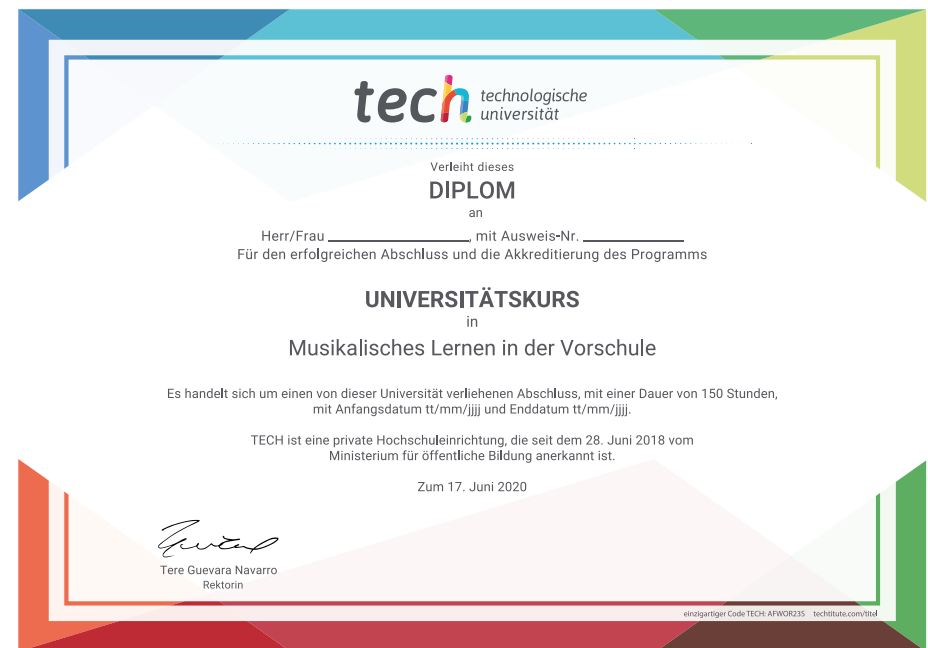 tech technologische
universität
Verleiht dieses
DIPLOM
an
Herr/Frau ____________________, mit Ausweis-Nr. ______________
Für den erfolgreichen Abschluss und die Akkreditierung des Programms
UNIVERSITÄTSKURS
in
Musikalisches Lernen in der Vorschule
Es handelt sich um einen von dieser Universität verliehenen Abschluss, mit einer Dauer von 150 Stunden,
mit Anfangsdatum tt/mm/jjjj und Enddatum tt/mm/jjjj.
TECH ist eine private Hochschuleinrichtung, die seit dem 28. Juni 2018 vom
Ministerium für öffentliche Bildung anerkannt ist.
Zum 17. Juni 2020
Tere Guevara Navarro
Rektorin
einzigartiger Code TECH: AFWOR23S techtitute.com/titel